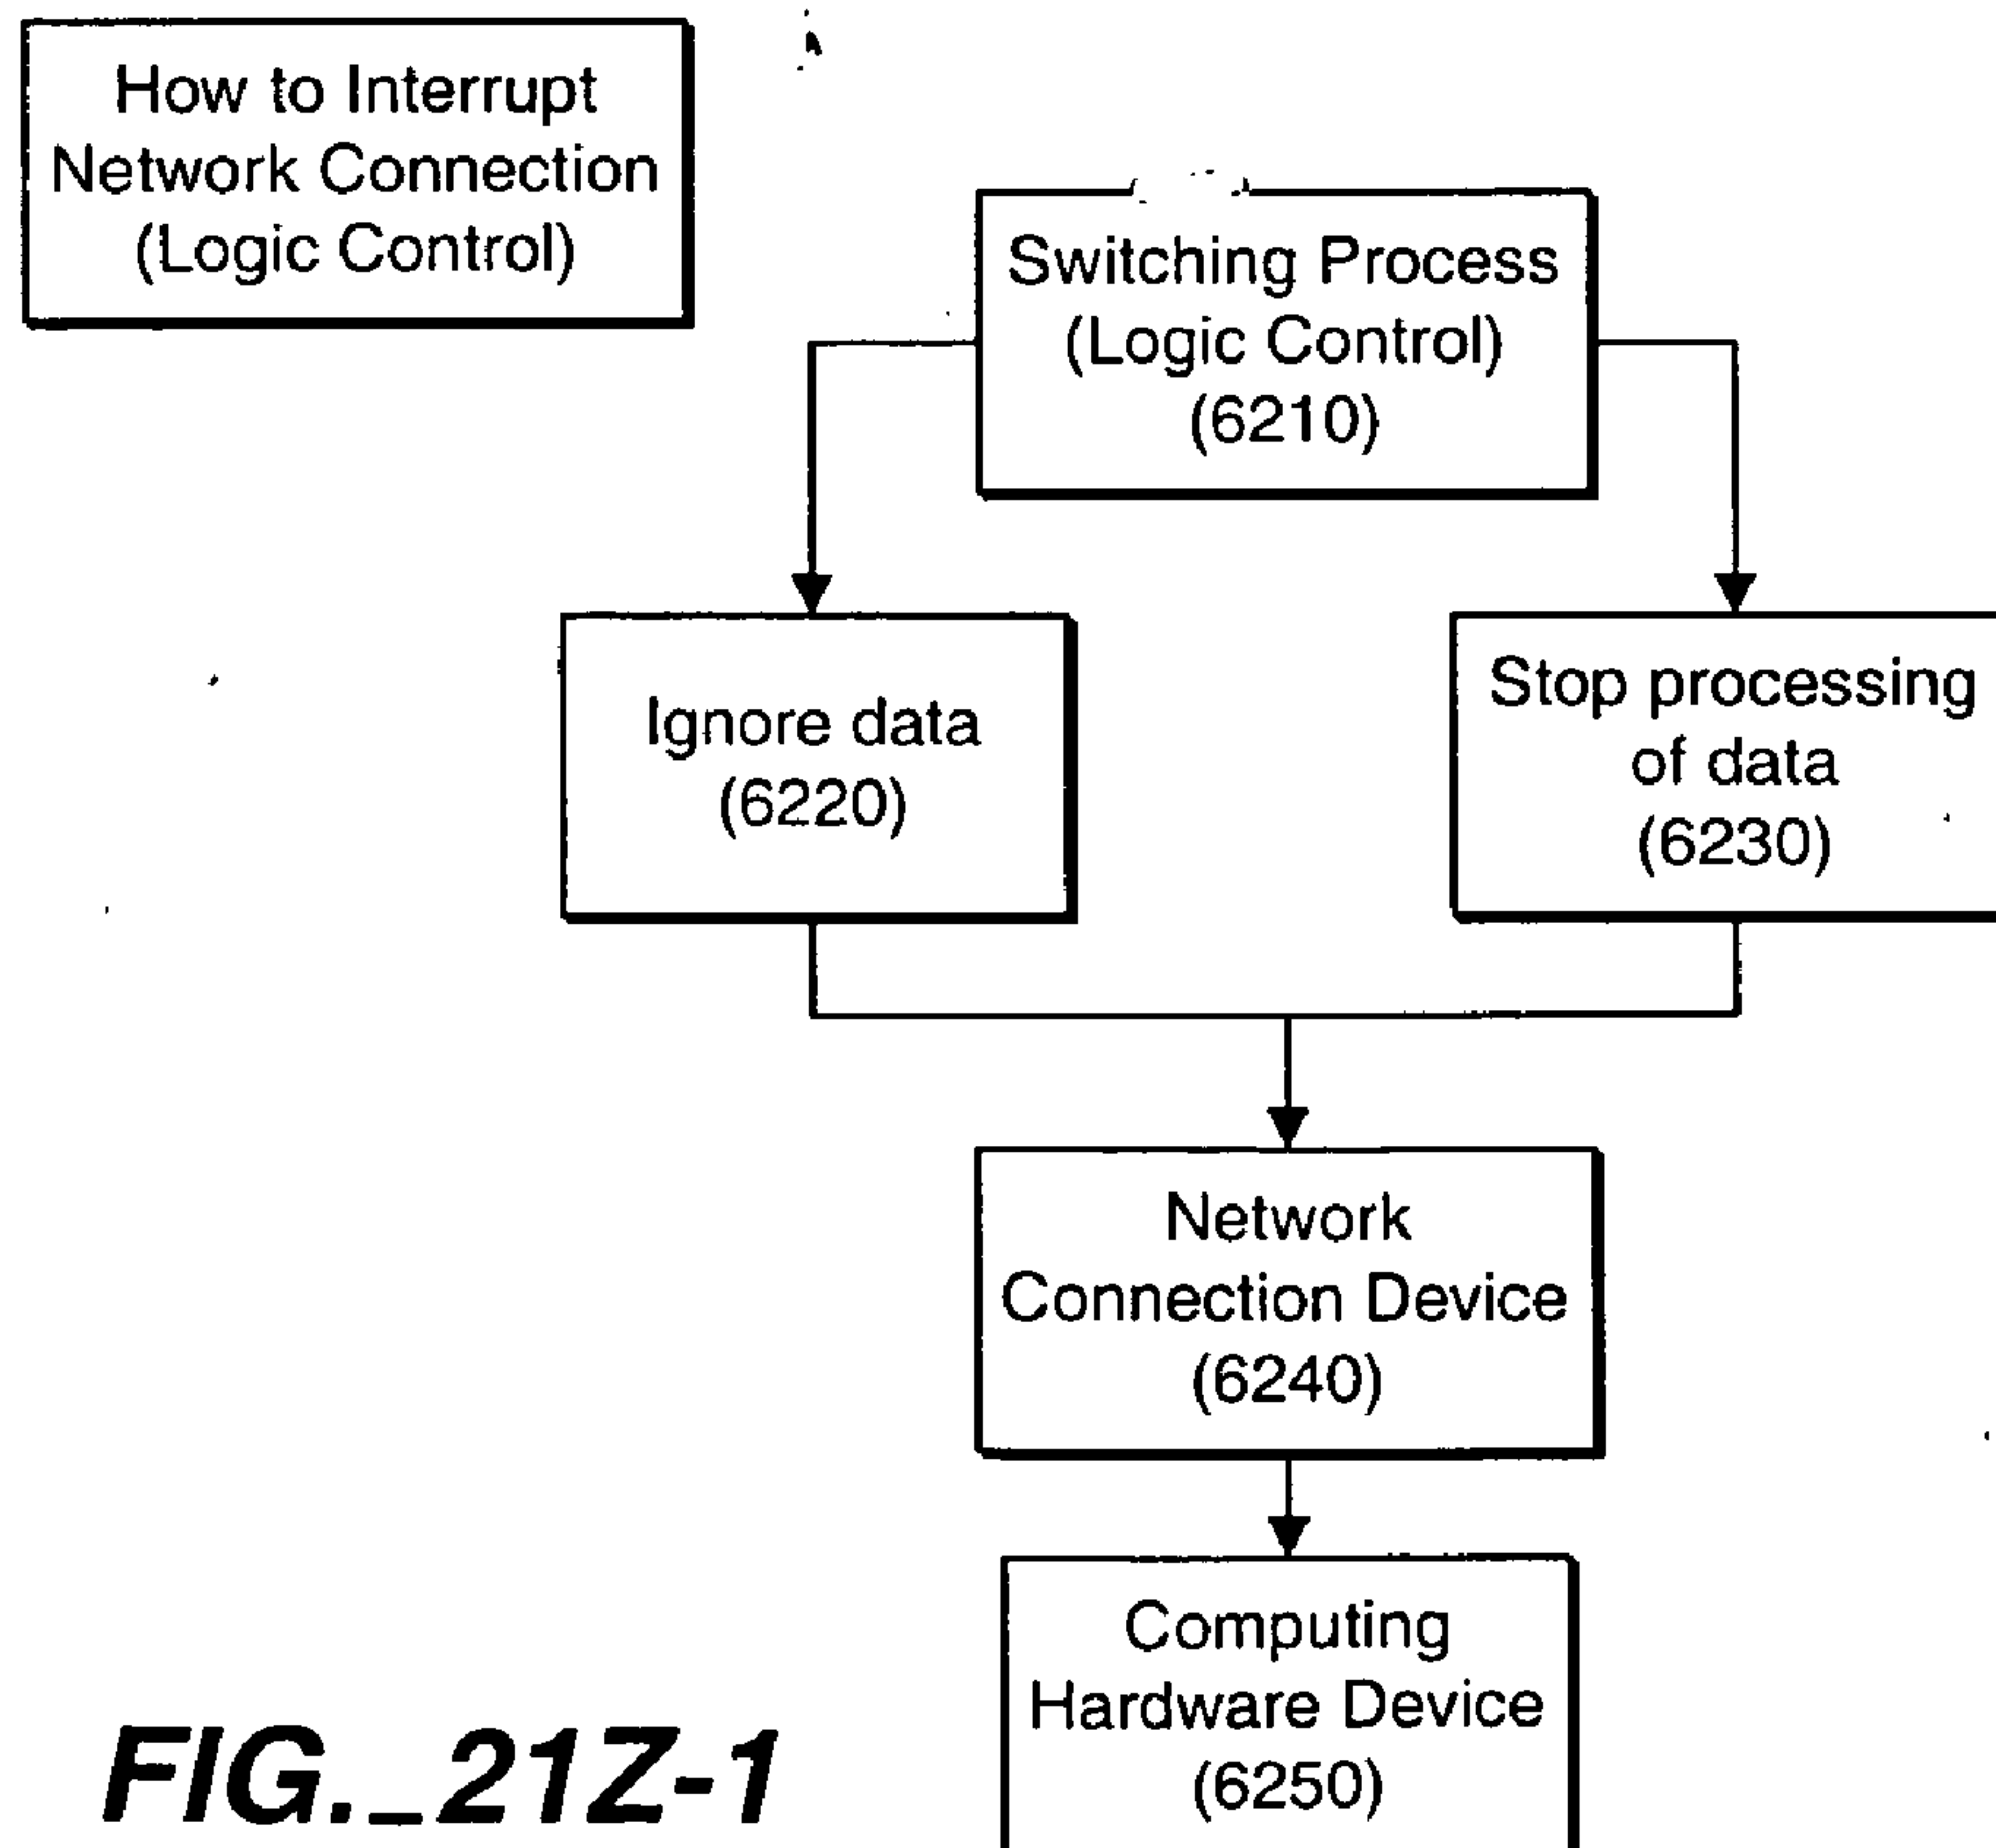 How to Interrupt
Network Connection
(Logic Control)
Switching Process
(Logic Control)
(6210)
Ignore data
(6220)
Stop processing
of data
(6230)
Network
Connection Device
(6240)
Computing
Hardware Device
(6250)
FIG._21Z-1